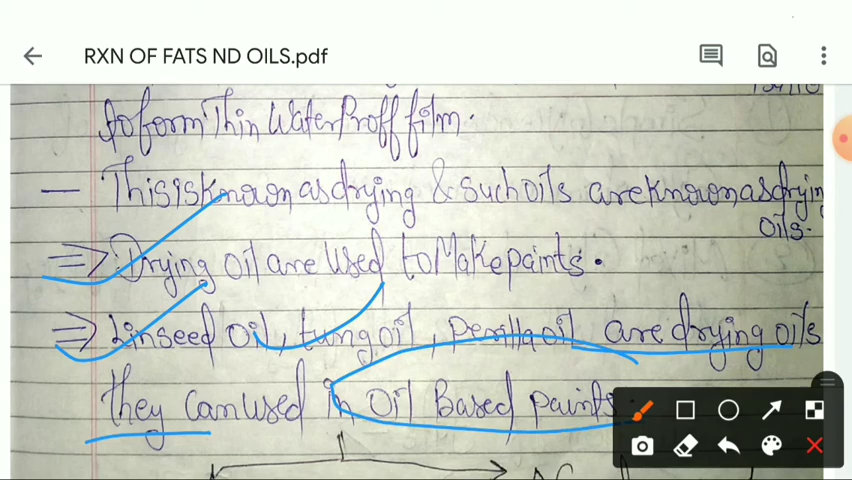 RXN OF FATS ND OILS.pdf
to form Thin WaterProff film.
— This is known as drying & such oils are known as drying
oils.
⇒ Drying oil are used to Make paints.
⇒ Linseed oil, tung oil, perilla oil are drying oils
they can used in oil Based paints